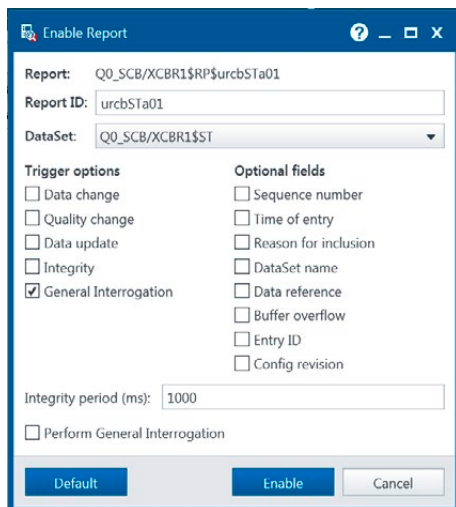 Enable Report
Report: Q0_SCB/XCBR1$RP$urcbSTa01
Report ID: urcbSTa01
DataSet: Q0_SCB/XCBR1$ST
Trigger options
Data change
Quality change
Data update
Integrity
General Interrogation
Optional fields
Sequence number
Time of entry
Reason for inclusion
DataSet name
Data reference
Buffer overflow
Entry ID
Config revision
Integrity period (ms): 1000
Perform General Interrogation
Default Enable Cancel